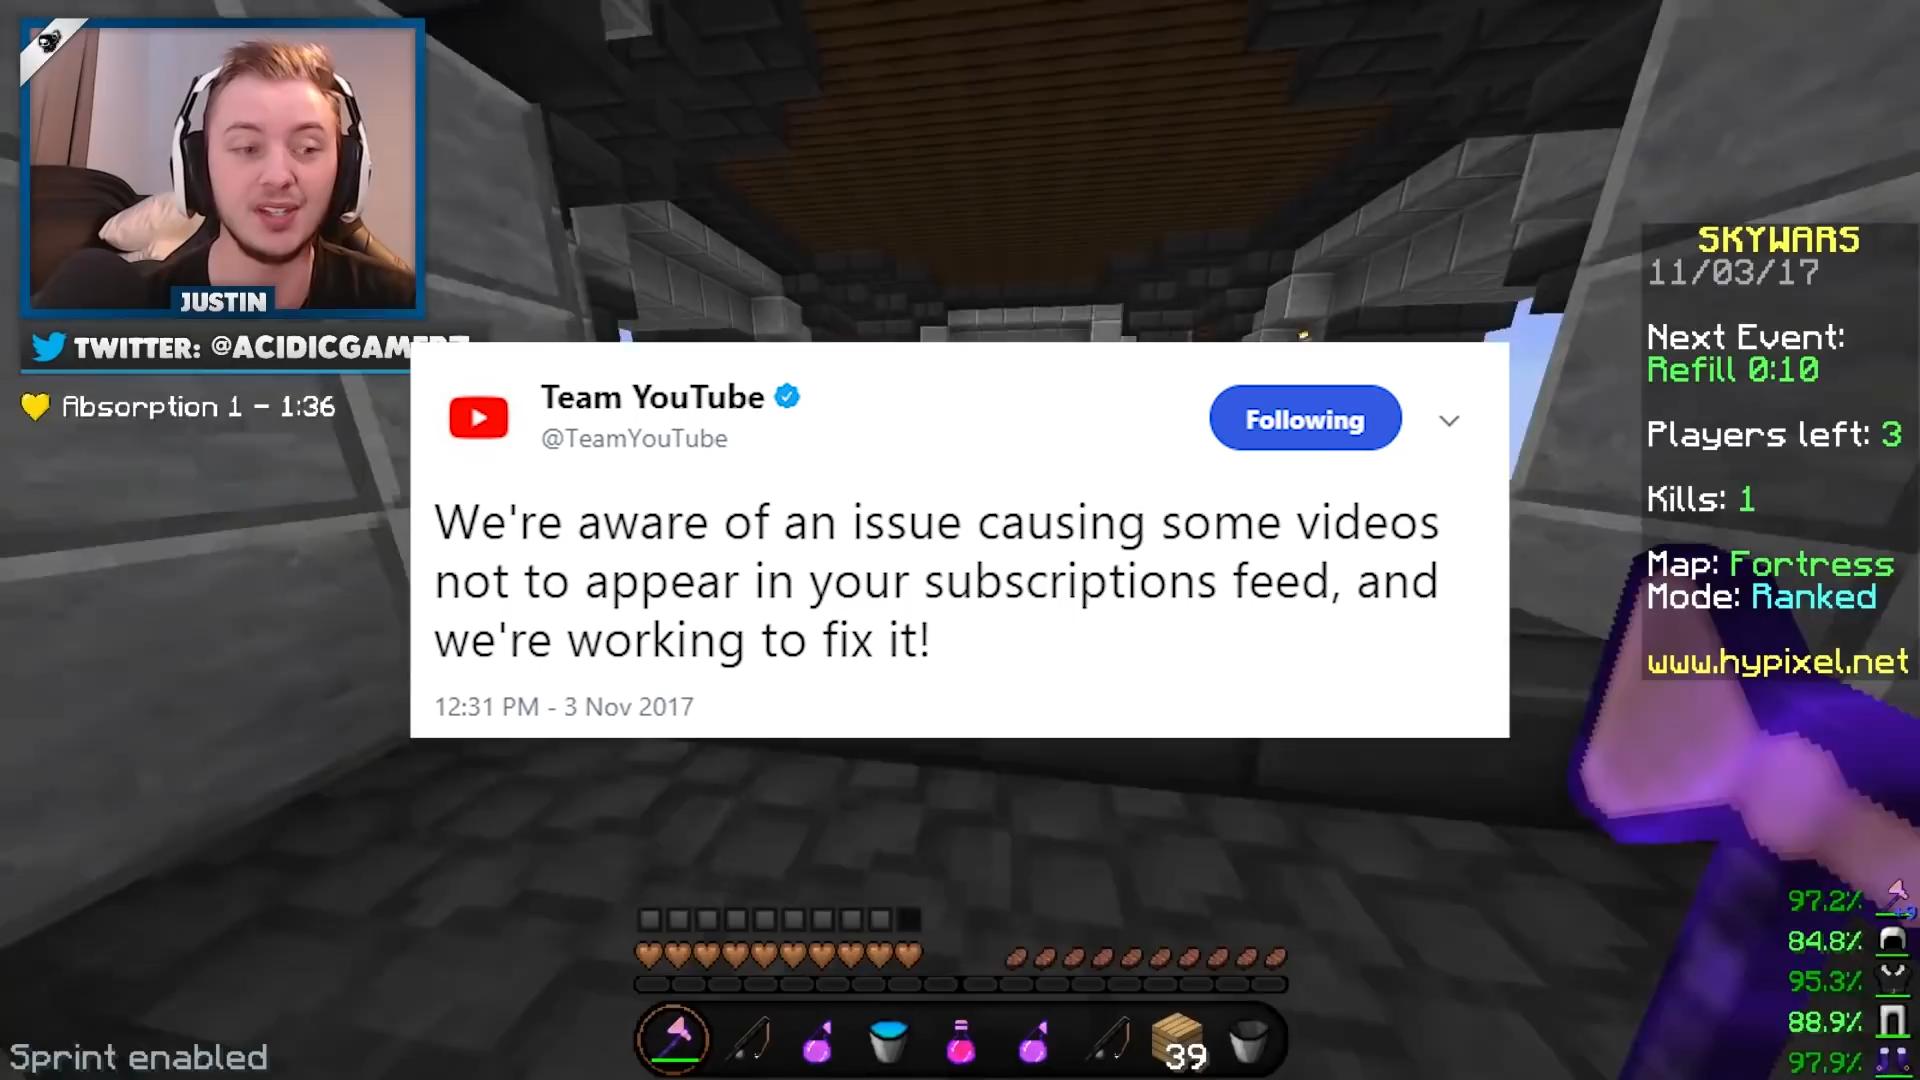 JUSTIN
TWITTER: @ACIDICGAM
Absorption 1 - 1:36
Team YouTube
@TeamYouTube
Following
We're aware of an issue causing some videos
not to appear in your subscriptions feed, and
we're working to fix it!
12:31 PM - 3 Nov 2017
SKYWARS
11/03/17
Next Event:
Refill 0:10
Players left: 3
Kills: 1
Map: Fortress
Mode: Ranked
www.hypixel.net
97.2%
84.8%
95.3%
88.9%
97.9%
39
Sprint enabled